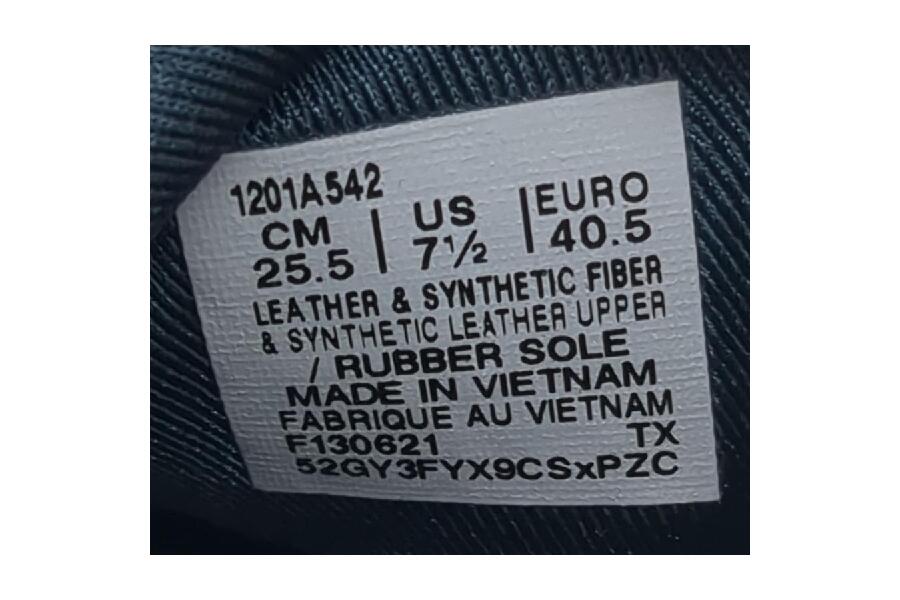 1201A542
CM | US | EURO
25.5 | 7½ | 40.5
LEATHER & SYNTHETIC FIBER
& SYNTHETIC LEATHER UPPER
/ RUBBER SOLE
MADE IN VIETNAM
FABRIQUE AU VIETNAM
F130621 TX
52GY3FYX9CSxPZC